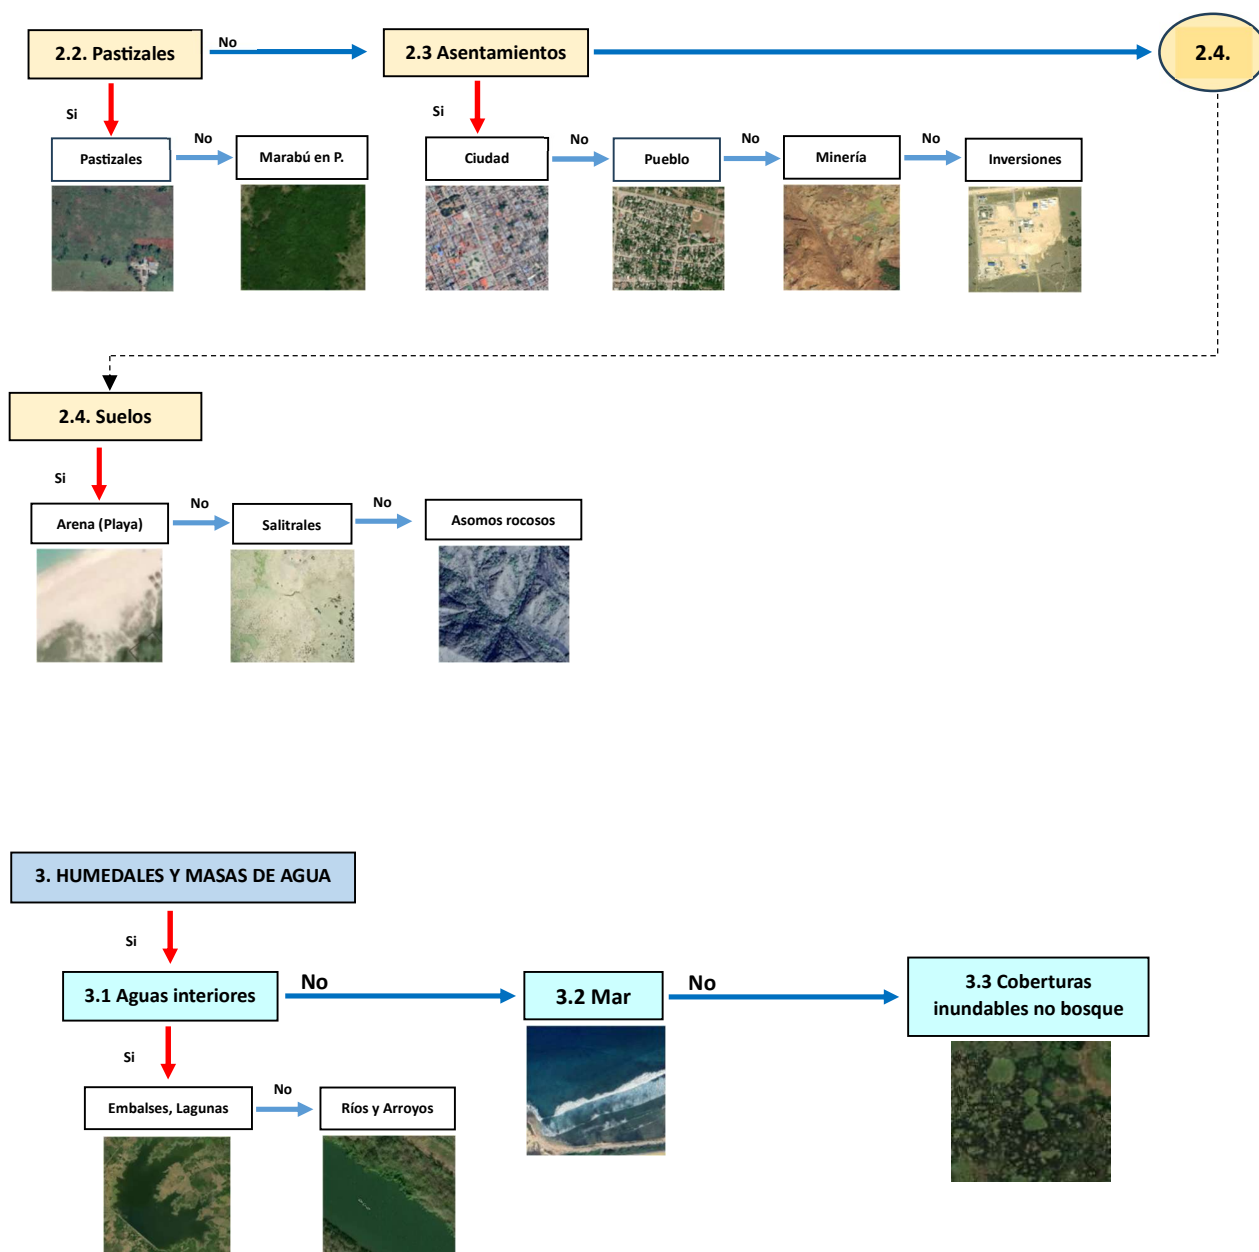 2.2. Pastizales
No
2.3 Asentamientos
2.4.
Si
Si
Pastizales
No
Marabú en P.
Ciudad
No
Pueblo
No
Minería
No
Inversiones
2.4. Suelos
Si
Arena (Playa)
No
Salitrales
No
Asomos rocosos
3. HUMEDALES Y MASAS DE AGUA
Si
3.1 Aguas interiores
No
3.2 Mar
No
3.3 Coberturas
inundables no bosque
Si
Embalses, Lagunas
No
Ríos y Arroyos